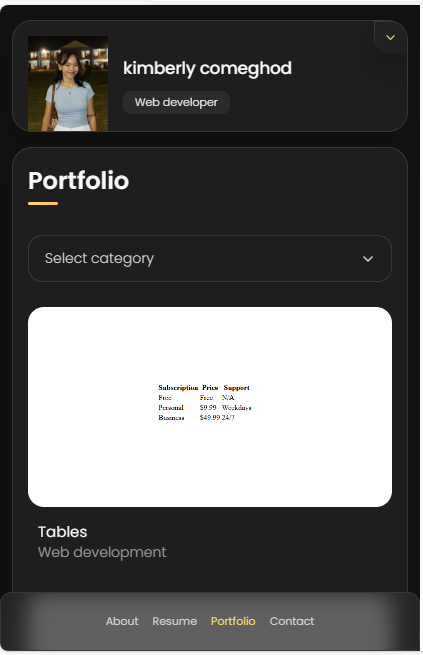 kimberly comeghod
Web developer
Portfolio
Select category
Subscription Price Support
Free Free N/A
Personal $9.99 Weekdays
Business $49.99 24/7
Tables
Web development
About Resume Portfolio Contact